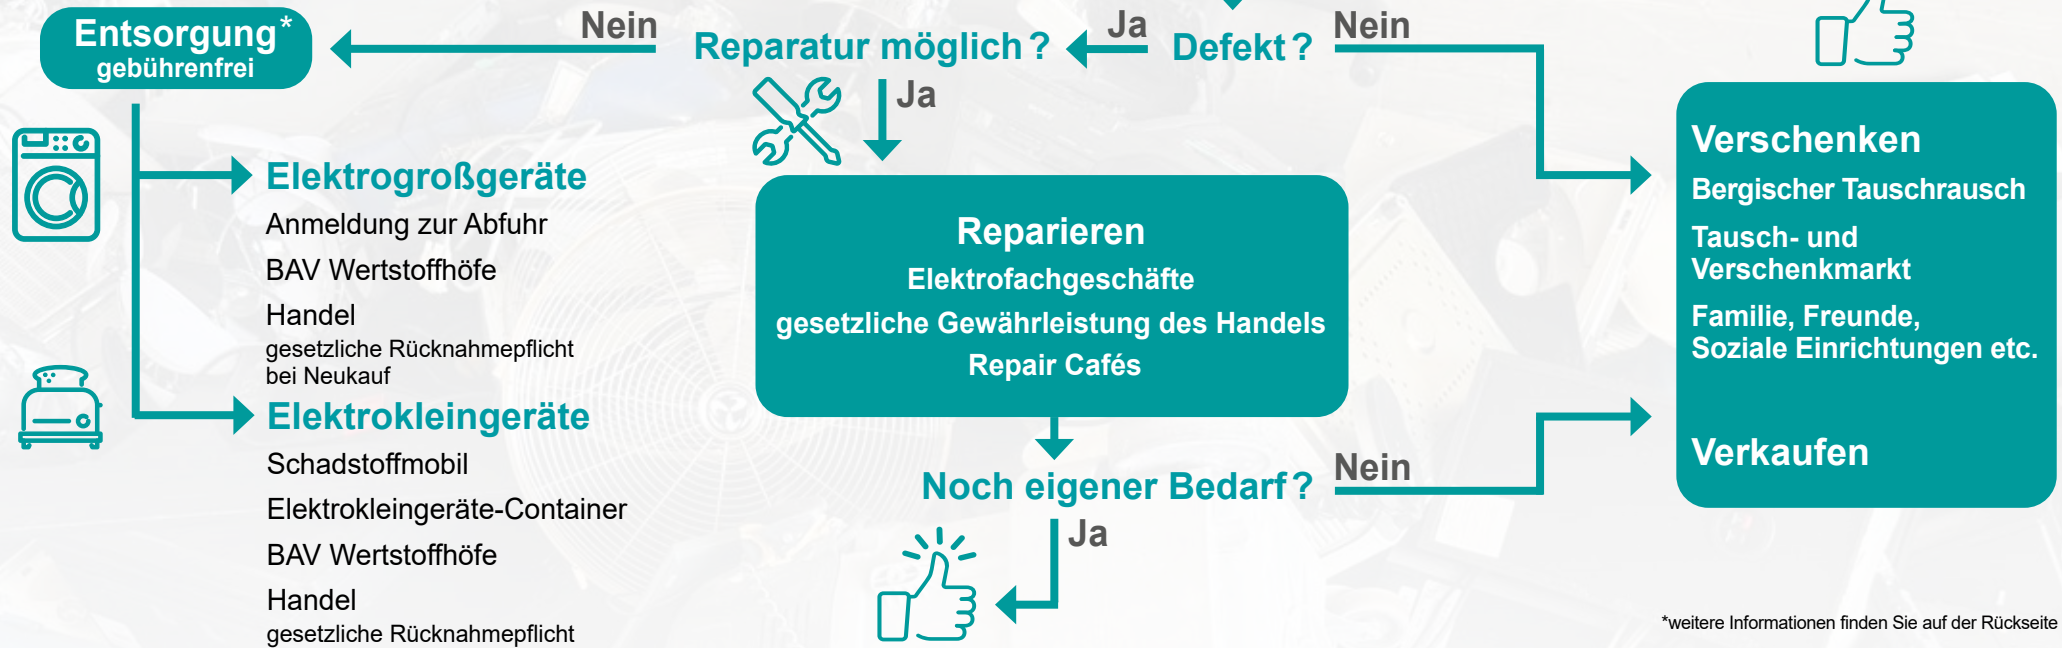 Entsorgung*
gebührenfrei
Nein
Reparatur möglich?
Ja
Defekt?
Nein
Ja
Elektrogroßgeräte
Anmeldung zur Abfuhr
BAV Wertstoffhöfe
Handel
gesetzliche Rücknahmepflicht
bei Neukauf
Elektrokleingeräte
Schadstoffmobil
Elektrokleingeräte-Container
BAV Wertstoffhöfe
Handel
gesetzliche Rücknahmepflicht
Reparieren
Elektrofachgeschäfte
gesetzliche Gewährleistung des Handels
Repair Cafés
Noch eigener Bedarf?
Nein
Ja
Verschenken
Bergischer Tauschrausch
Tausch- und
Verschenkmarkt
Familie, Freunde,
Soziale Einrichtungen etc.
Verkaufen
*weitere Informationen finden Sie auf der Rückseite